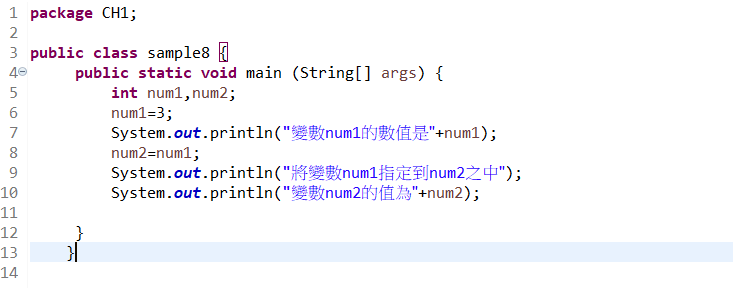 1 package CH1;
2
3 public class sample8 {
4 public static void main (String[] args) {
5 int num1,num2;
6 num1=3;
7 System.out.println("變數num1的數值是"+num1);
8 num2=num1;
9 System.out.println("將變數num1指定到num2之中");
10 System.out.println("變數num2的值為"+num2);
11
12 }
13 }
14